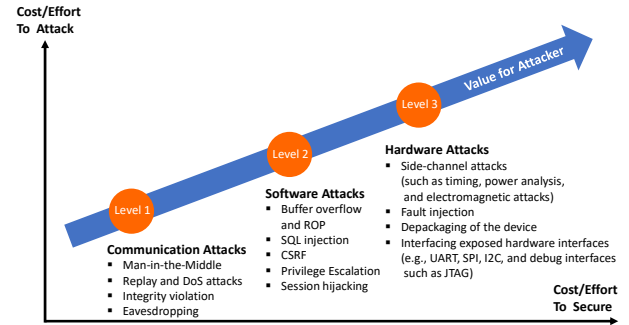 Cost/Effort
To Attack
Value for Attacker
Level 3
Level 2
Level 1
Hardware Attacks
▪ Side-channel attacks
(such as timing, power analysis,
and electromagnetic attacks)
▪ Fault injection
▪ Depackaging of the device
▪ Interfacing exposed hardware interfaces
(e.g., UART, SPI, I2C, and debug interfaces
such as JTAG)
Software Attacks
▪ Buffer overflow
and ROP
▪ SQL injection
▪ CSRF
▪ Privilege Escalation
▪ Session hijacking
Communication Attacks
▪ Man-in-the-Middle
▪ Replay and DoS attacks
▪ Integrity violation
▪ Eavesdropping
Cost/Effort
To Secure